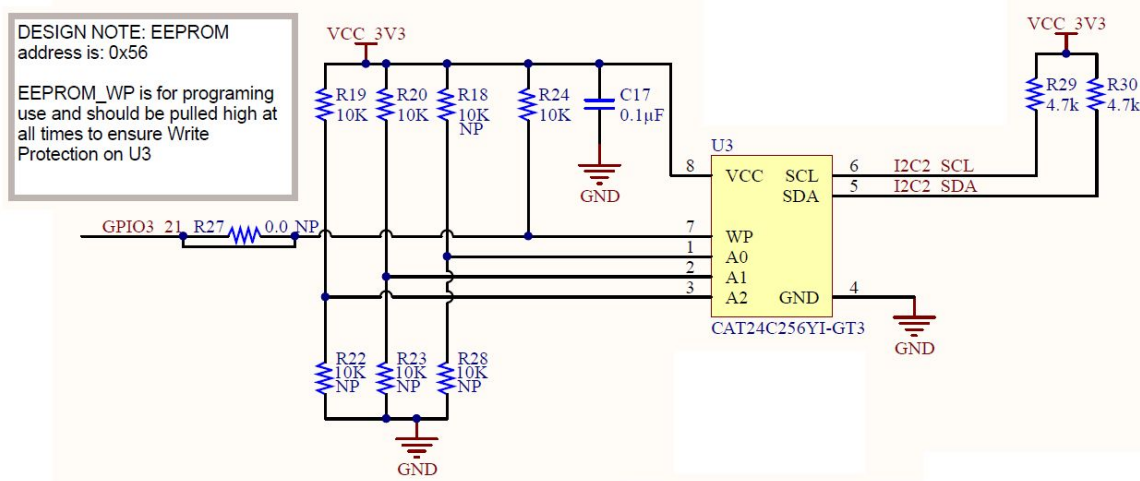 DESIGN NOTE: EEPROM
address is: 0x56
EEPROM_WP is for programing
use and should be pulled high at
all times to ensure Write
Protection on U3
VCC_3V3
R19
10K
R20
10K
R18
10K
NP
R24
10K
C17
0.1µF
GND
VCC_3V3
R29
4.7k
R30
4.7k
U3
8
VCC
SCL
6
I2C2_SCL
SDA
5
I2C2_SDA
GPIO3_21
R27
0.0_NP
7
WP
1
A0
2
A1
3
A2
GND
4
CAT24C256YI-GT3
GND
R22
10K
NP
R23
10K
NP
R28
10K
NP
GND